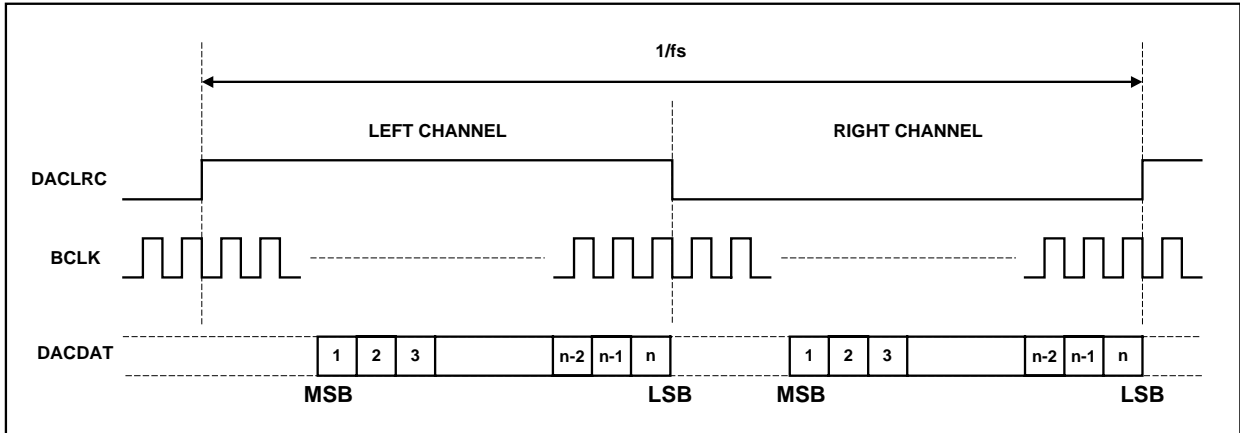 1/fs
LEFT CHANNEL RIGHT CHANNEL
DACLRC
BCLK
DACDAT
1 2 3 n-2 n-1 n 1 2 3 n-2 n-1 n
MSB LSB MSB LSB